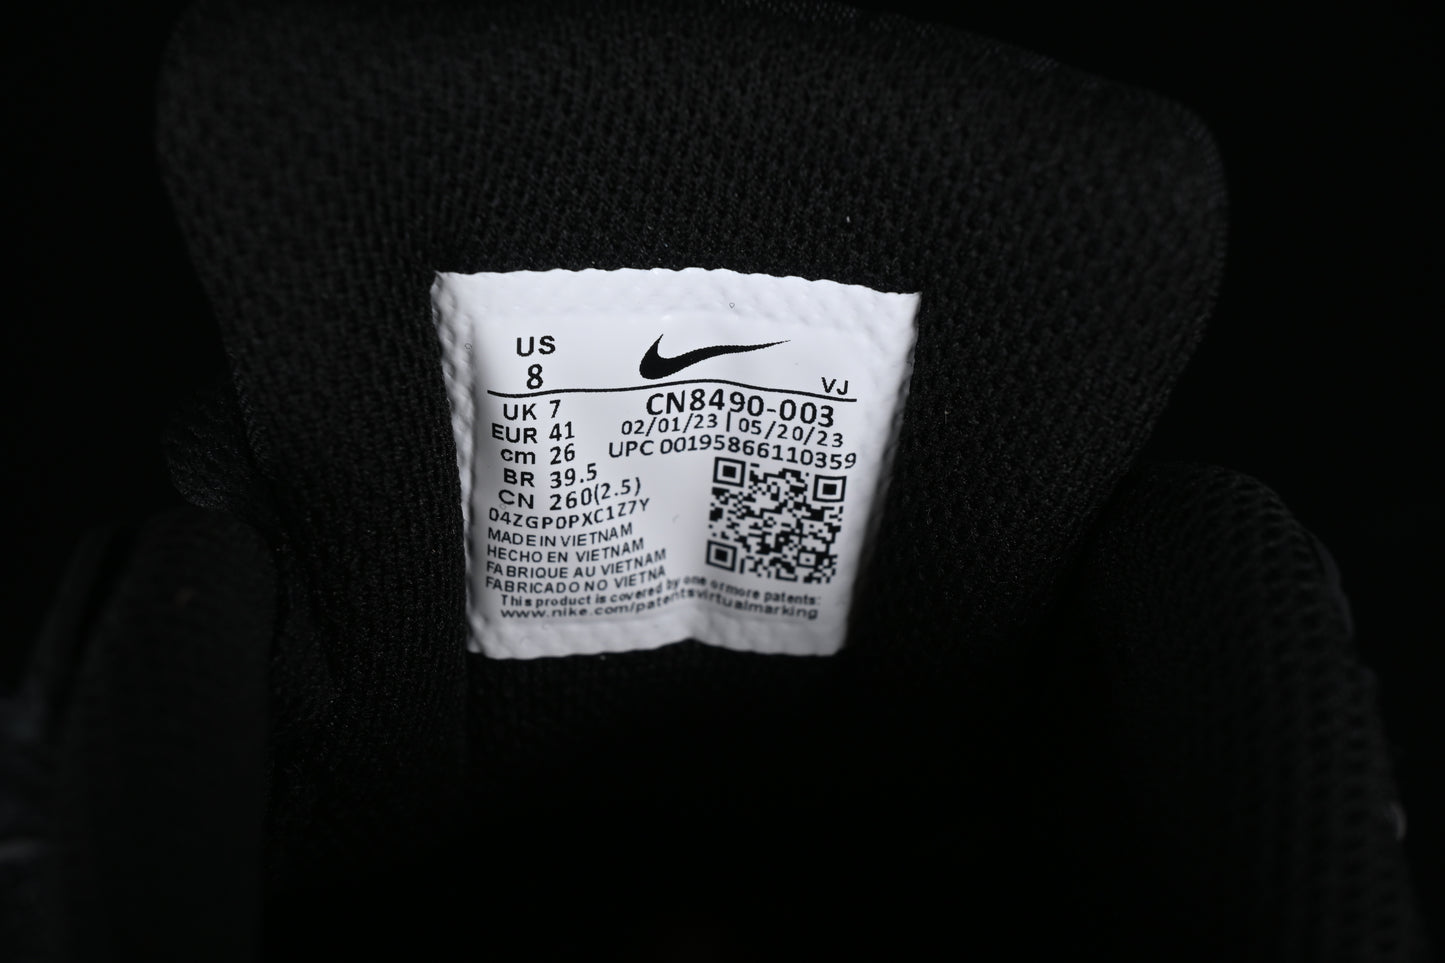 US
8
VJ
UK 7
EUR 41
cm 26
BR 39.5
CN 260(2.5)
CN8490-003
02/01/23 | 05/20/23
UPC 00195866110359
04ZGP0PXC1Z7Y
MADE IN VIETNAM
HECHO EN VIETNAM
FABRIQUE AU VIETNAM
FABRICADO NO VIETNA
This product is covered by one or more patents:
www.nike.com/patentsvirtualmarking